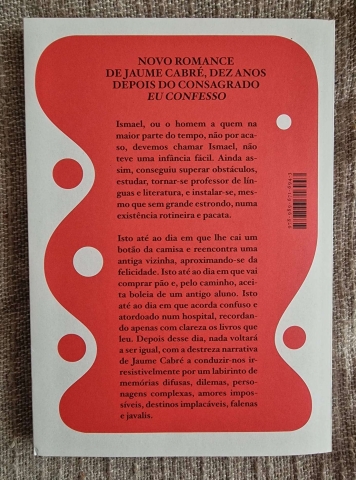 NOVO ROMANCE
DE JAUME CABRÉ, DEZ ANOS
DEPOIS DO CONSAGRADO
EU CONFESSO
Ismael, ou o homem a quem na
maior parte do tempo, não por aca-
so, devemos chamar Ismael, não
teve uma infância fácil. Ainda as-
sim, conseguiu superar obstáculos,
estudar, tornar-se professor de lín-
guas e literatura, e instalar-se, mes-
mo que sem grande estrondo, numa
existência rotineira e pacata.
Isto até ao dia em que lhe cai um
botão da camisa e reencontra uma
antiga vizinha, aproximando-se da
felicidade. Isto até ao dia em que vai
comprar pão e, pelo caminho, acei-
ta boleia de um antigo aluno. Isto
até ao dia em que acorda confuso e
atordoado num hospital, recordan-
do apenas com clareza os livros que
leu. Depois desse dia, nada voltará
a ser igual, com a destreza narrativa
de Jaume Cabré a conduzir-nos ir-
resistivelmente por um labirinto de
memórias difusas, dilemas, perso-
nagens complexas, amores impos-
síveis, destinos implacáveis, falenas
e javalis.